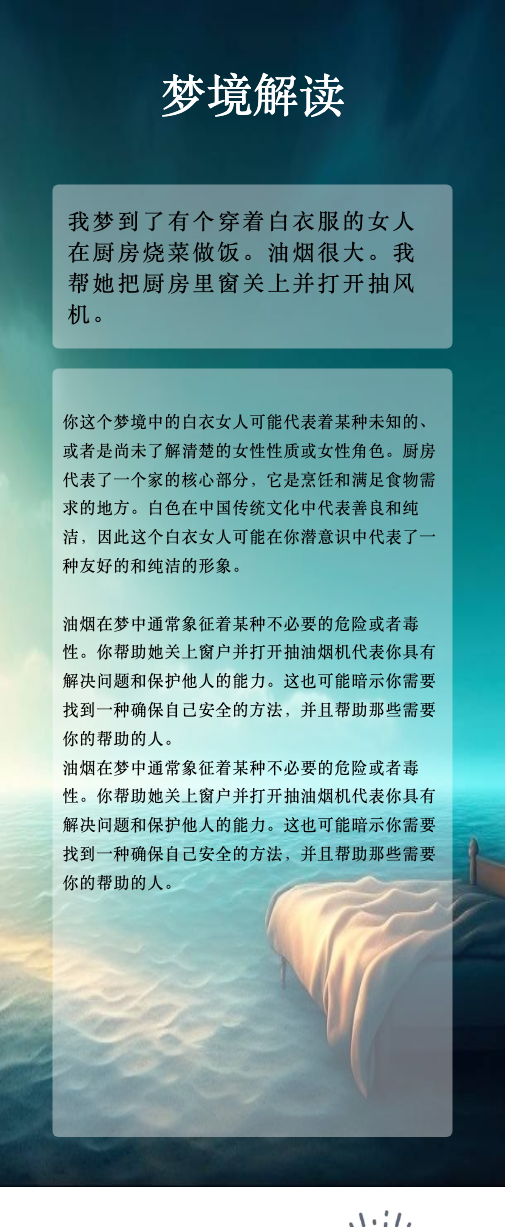 梦境解读
我梦到了有个穿着白衣服的女人
在厨房烧菜做饭。油烟很大。我
帮她把厨房里窗关上并打开抽风
机。
你这个梦境中的白衣女人可能代表着某种未知的、
或者是尚未了解清楚的女性性质或女性角色。厨房
代表了一个家的核心部分，它是烹饪和满足食物需
求的地方。白色在中国传统文化中代表善良和纯
洁，因此这个白衣女人可能在你潜意识中代表了一
种友好的和纯洁的形象。
油烟在梦中通常象征着某种不必要的危险或者毒
性。你帮助她关上窗户并打开抽油烟机代表你具有
解决问题和保护他人的能力。这也可能暗示你需要
找到一种确保自己安全的方法，并且帮助那些需要
你的帮助的人。
油烟在梦中通常象征着某种不必要的危险或者毒
性。你帮助她关上窗户并打开抽油烟机代表你具有
解决问题和保护他人的能力。这也可能暗示你需要
找到一种确保自己安全的方法，并且帮助那些需要
你的帮助的人。